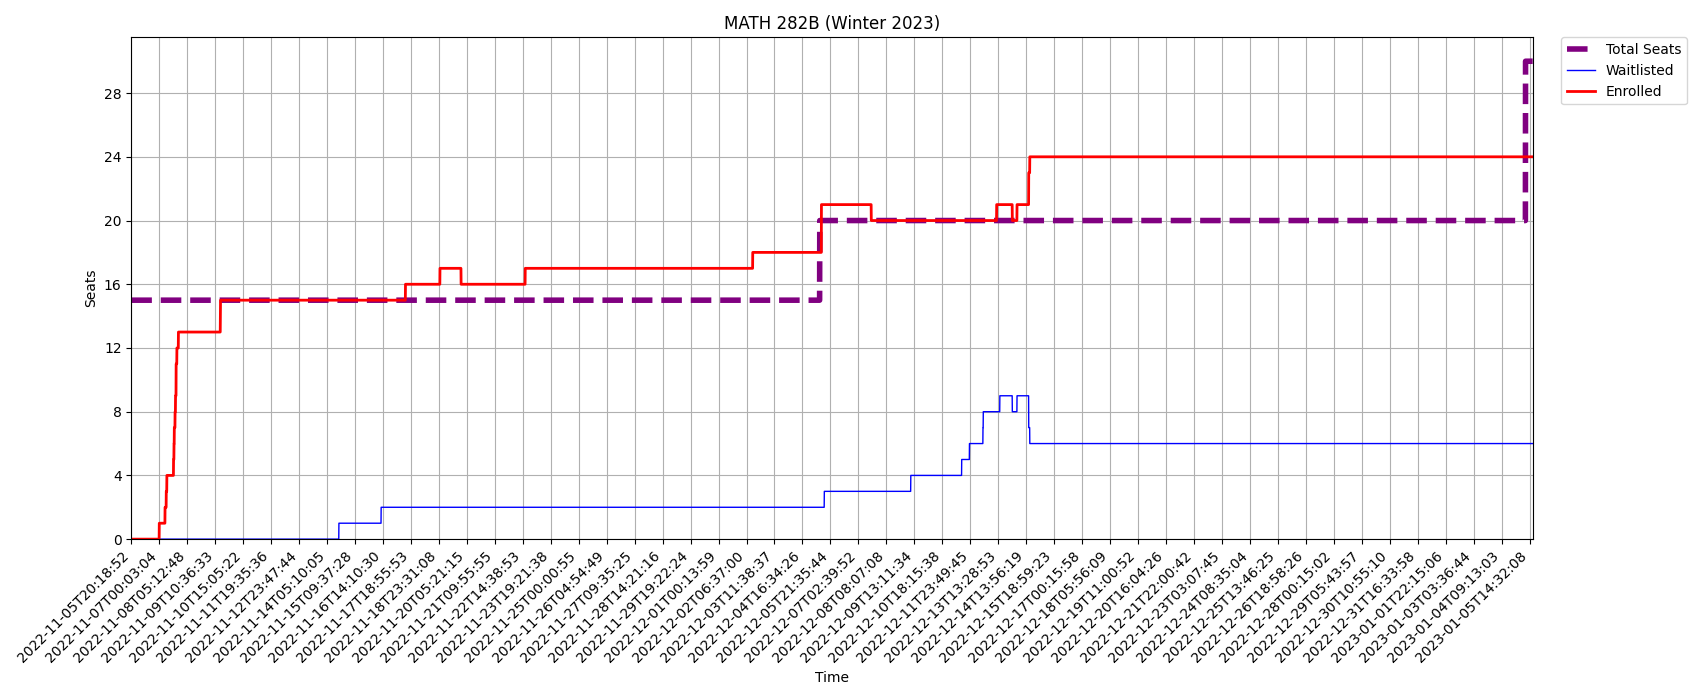 MATH 282B (Winter 2023)
Total Seats
Waitlisted
Enrolled
Seats
28
24
20
16
12
8
4
0
2022-11-05T20:18:52
2022-11-07T00:03:04
2022-11-08T05:12:48
2022-11-09T10:36:33
2022-11-10T15:05:22
2022-11-11T19:35:36
2022-11-12T23:47:44
2022-11-14T05:10:05
2022-11-15T09:37:28
2022-11-16T14:10:30
2022-11-17T18:55:53
2022-11-18T23:31:08
2022-11-20T05:21:15
2022-11-21T09:55:55
2022-11-22T14:38:53
2022-11-23T19:21:38
2022-11-25T00:00:55
2022-11-26T04:54:49
2022-11-27T09:35:25
2022-11-28T14:21:16
2022-11-29T19:22:24
2022-12-01T00:13:59
2022-12-02T06:37:00
2022-12-03T11:38:37
2022-12-04T16:34:26
2022-12-05T21:35:44
2022-12-07T02:39:52
2022-12-08T08:07:08
2022-12-09T13:11:34
2022-12-10T18:15:38
2022-12-11T23:49:45
2022-12-13T13:28:53
2022-12-14T13:56:19
2022-12-15T18:59:23
2022-12-17T00:15:58
2022-12-18T05:56:09
2022-12-19T11:00:52
2022-12-20T16:04:26
2022-12-21T22:00:42
2022-12-23T03:07:45
2022-12-24T08:35:04
2022-12-25T13:46:25
2022-12-26T18:58:26
2022-12-28T00:15:02
2022-12-29T05:43:57
2022-12-30T10:55:10
2022-12-31T16:33:58
2023-01-01T22:15:06
2023-01-03T03:36:44
2023-01-04T09:13:03
2023-01-05T14:32:08
Time